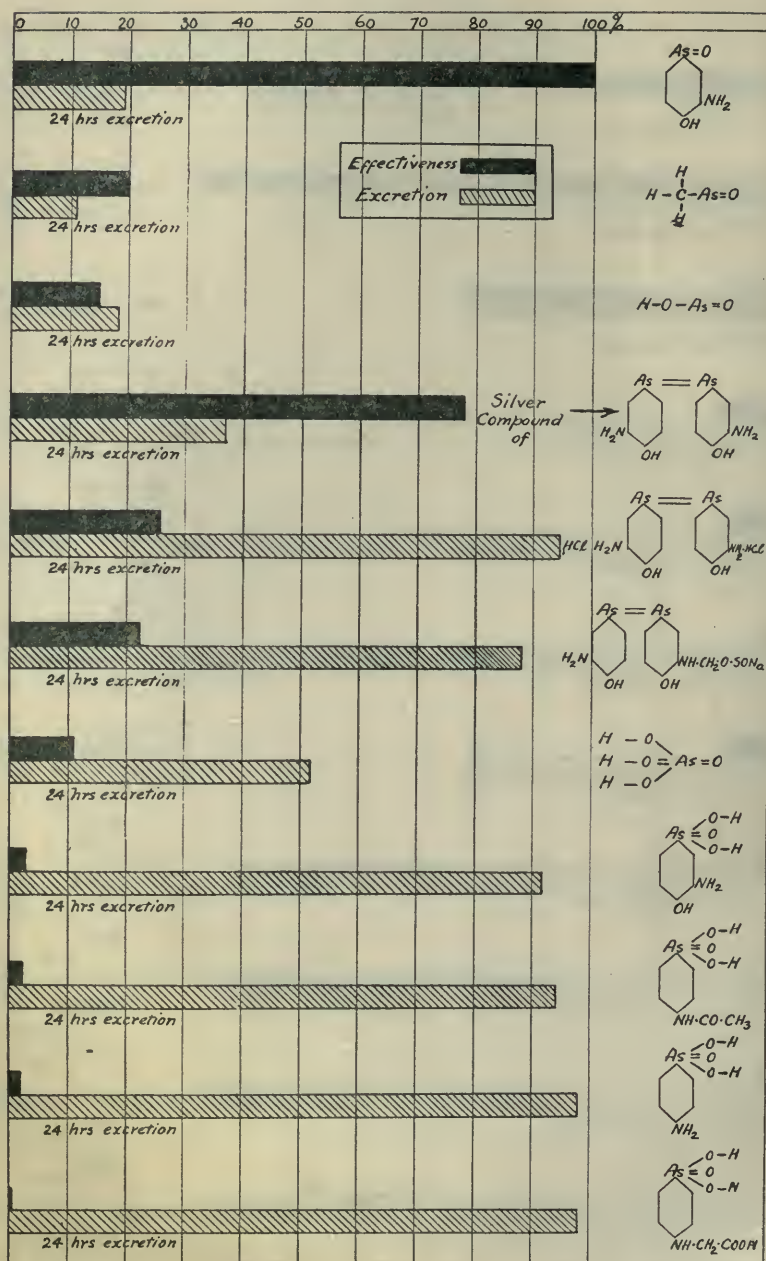 0 10 20 30 40 50 60 70 80 90 100 %
As=O
NH2
OH
24 hrs excretion
Effectiveness
Excretion
H
H-C-As=O
H
24 hrs excretion
H-O-As=O
24 hrs excretion
Silver
Compound
of
As = As
H2N NH2
OH OH
24 hrs excretion
As = As
HCl H2N NH2·HCl
OH OH
24 hrs excretion
As = As
H2N NH·CH2O·SONa
OH OH
24 hrs excretion
H - O
H - O = As=O
H - O
24 hrs excretion
O-H
As = O
O-H
NH2
OH
24 hrs excretion
O-H
As = O
O-H
NH·CO·CH3
24 hrs excretion
O-H
As = O
O-H
NH2
24 hrs excretion
O-H
As = O
O-H
NH·CH2·COOH
24 hrs excretion